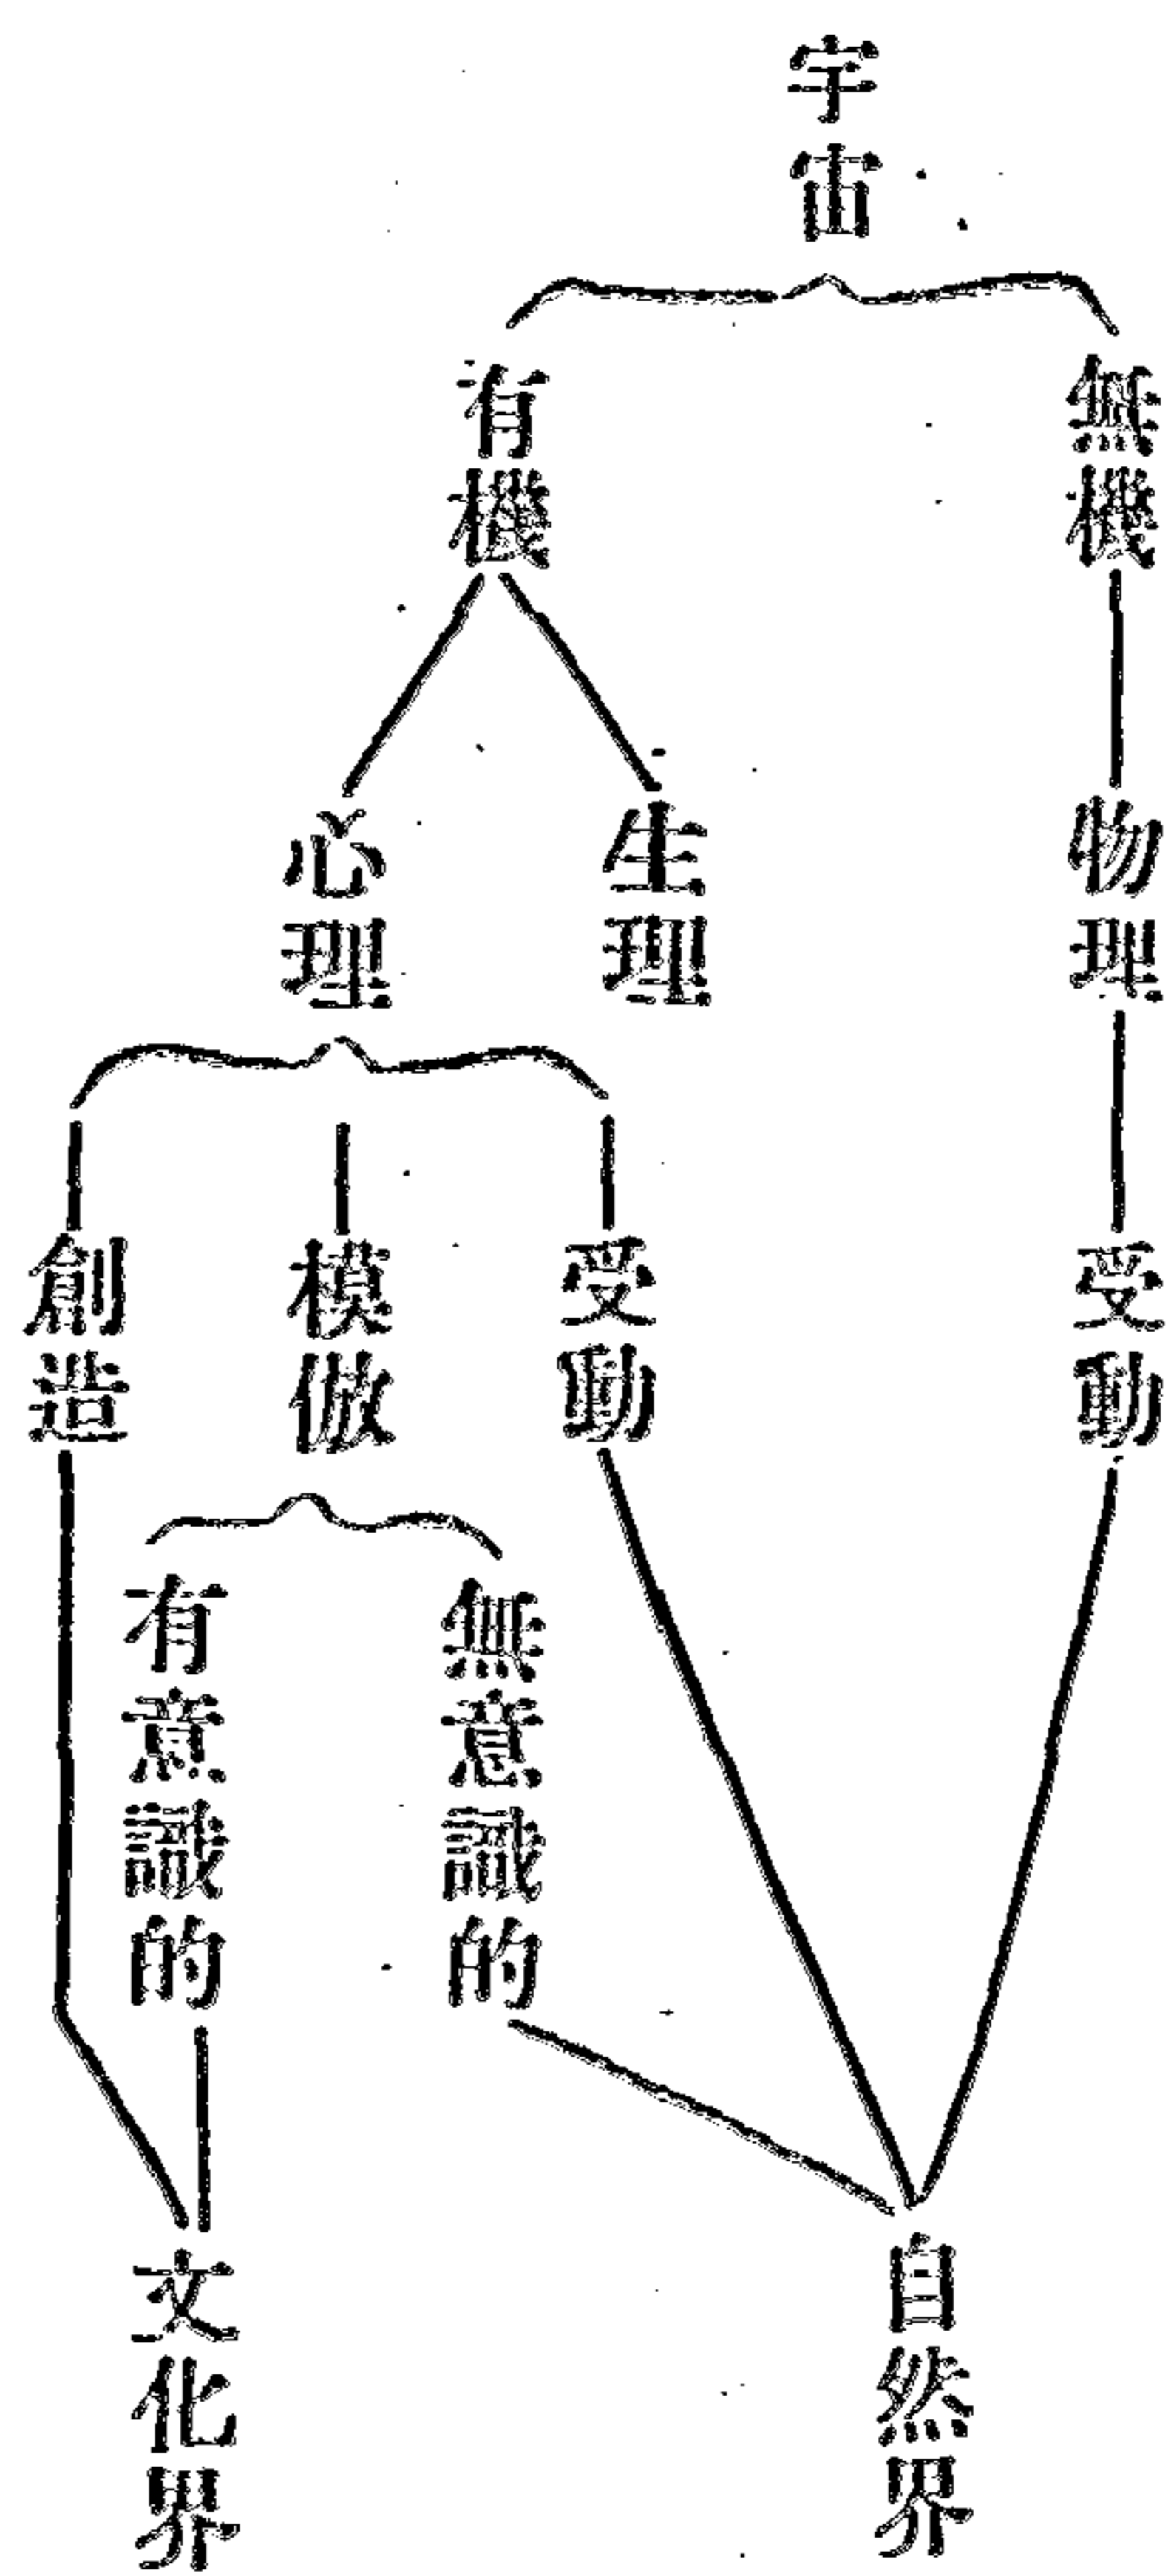 宇宙
無機
有機
物理
生理
心理
受動
受動
模倣
創造
無意識的
有意識的
自然界
文化界